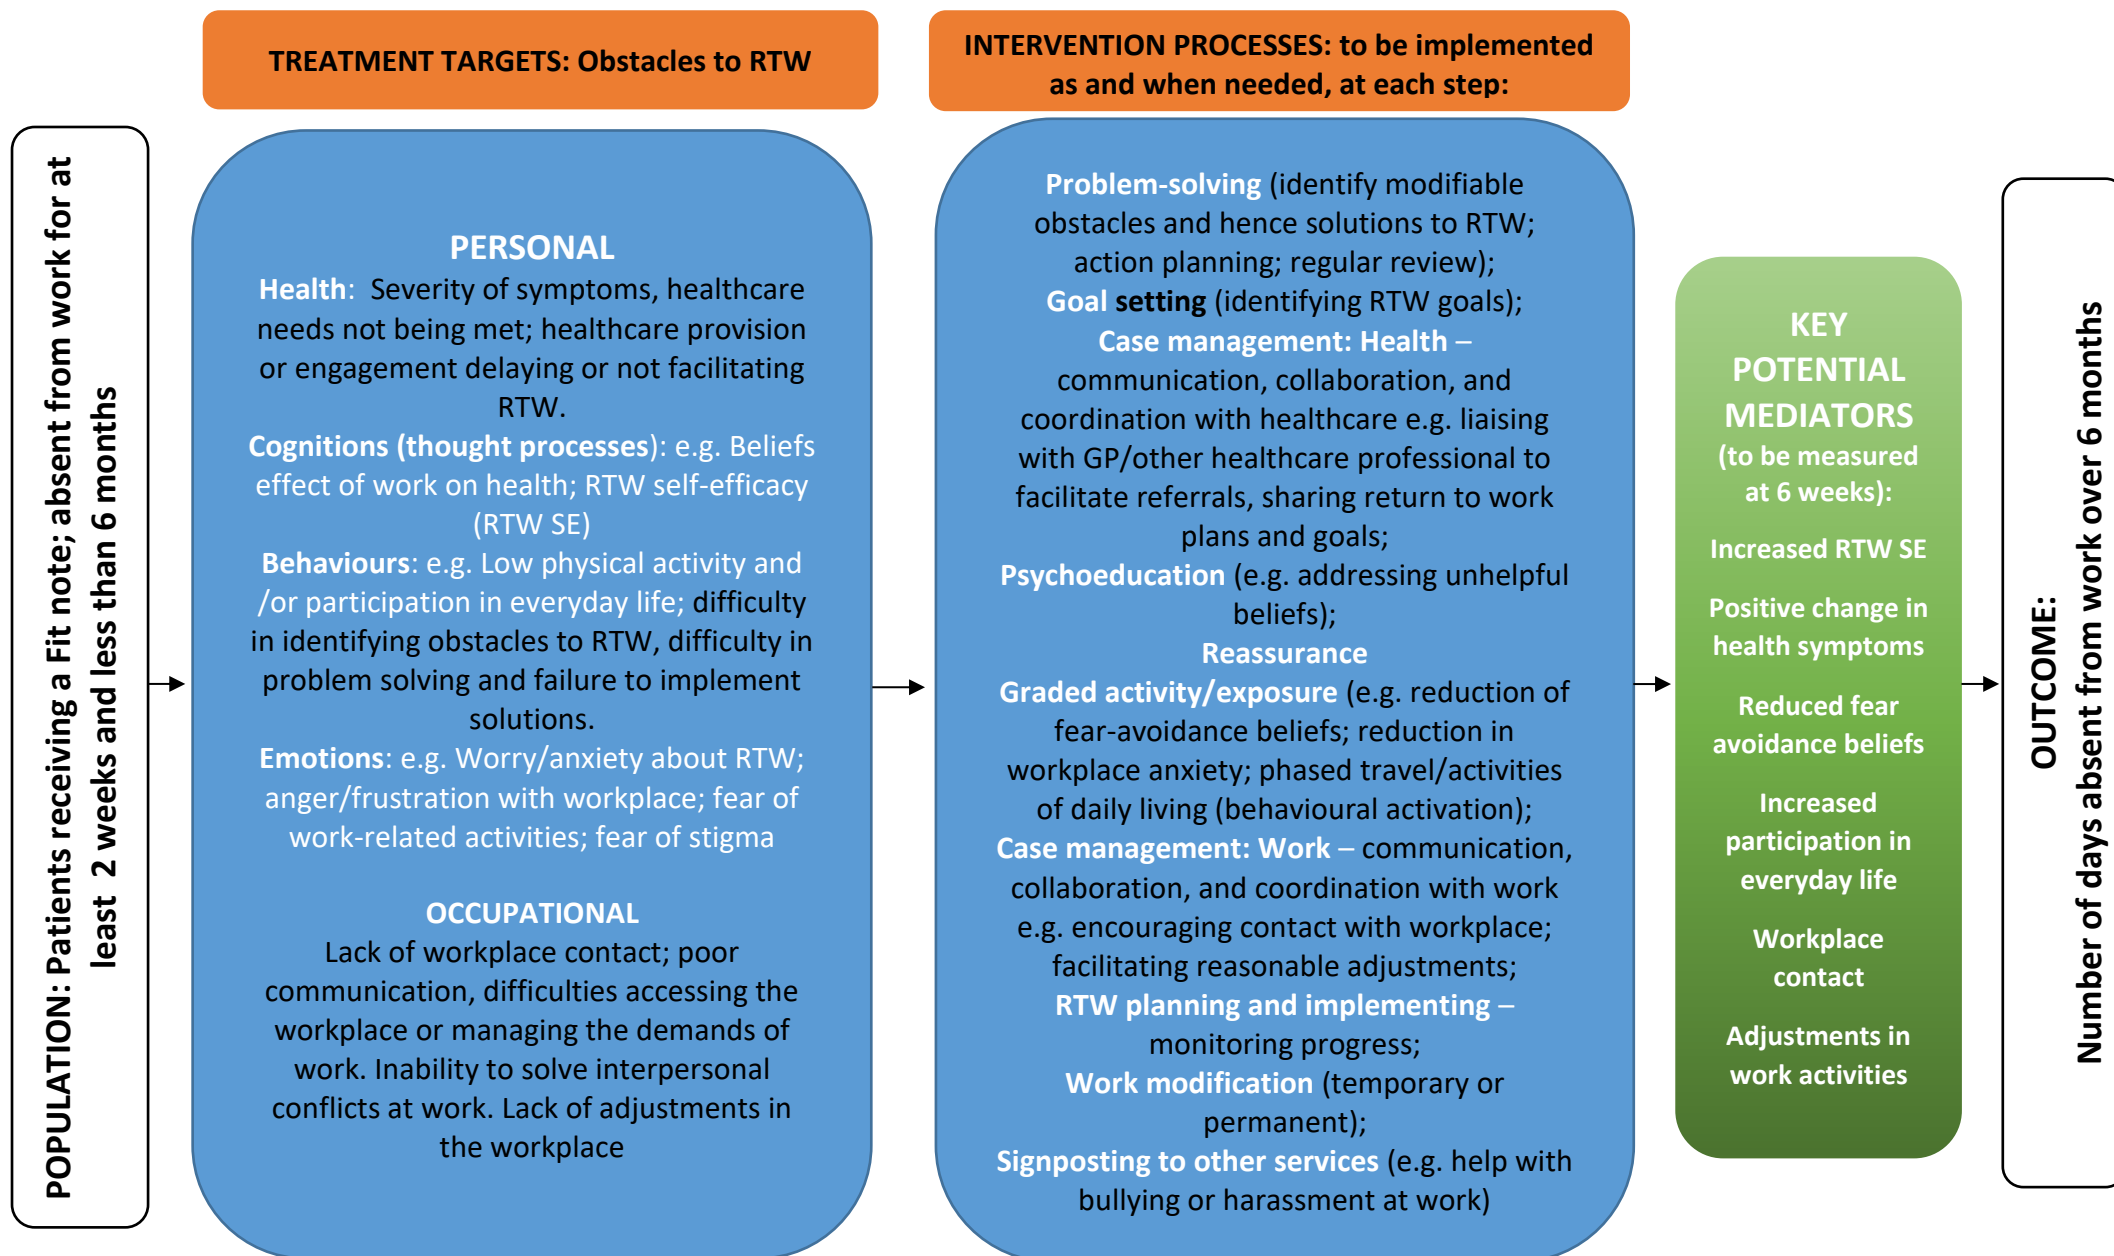 TREATMENT TARGETS: Obstacles to RTW
INTERVENTION PROCESSES: to be implemented
as and when needed, at each step:
POPULATION: Patients receiving a Fit note; absent from work for at
least  2 weeks and less than 6 months
PERSONAL
Health:  Severity of symptoms, healthcare
needs not being met; healthcare provision
or engagement delaying or not facilitating
RTW.
Cognitions (thought processes): e.g. Beliefs
effect of work on health; RTW self-efficacy
(RTW SE)
Behaviours: e.g. Low physical activity and
/or participation in everyday life; difficulty
in identifying obstacles to RTW, difficulty in
problem solving and failure to implement
solutions.
Emotions: e.g. Worry/anxiety about RTW;
anger/frustration with workplace; fear of
work-related activities; fear of stigma
OCCUPATIONAL
Lack of workplace contact; poor
communication, difficulties accessing the
workplace or managing the demands of
work. Inability to solve interpersonal
conflicts at work. Lack of adjustments in
the workplace
Problem-solving (identify modifiable
obstacles and hence solutions to RTW;
action planning; regular review);
Goal setting (identifying RTW goals);
Case management: Health –
communication, collaboration, and
coordination with healthcare e.g. liaising
with GP/other healthcare professional to
facilitate referrals, sharing return to work
plans and goals;
Psychoeducation (e.g. addressing unhelpful
beliefs);
Reassurance
Graded activity/exposure (e.g. reduction of
fear-avoidance beliefs; reduction in
workplace anxiety; phased travel/activities
of daily living (behavioural activation);
Case management: Work – communication,
collaboration, and coordination with work
e.g. encouraging contact with workplace;
facilitating reasonable adjustments;
RTW planning and implementing –
monitoring progress;
Work modification (temporary or
permanent);
Signposting to other services (e.g. help with
bullying or harassment at work)
KEY
POTENTIAL
MEDIATORS
(to be measured
at 6 weeks):
Increased RTW SE
Positive change in
health symptoms
Reduced fear
avoidance beliefs
Increased
participation in
everyday life
Workplace
contact
Adjustments in
work activities
OUTCOME:
Number of days absent from work over 6 months